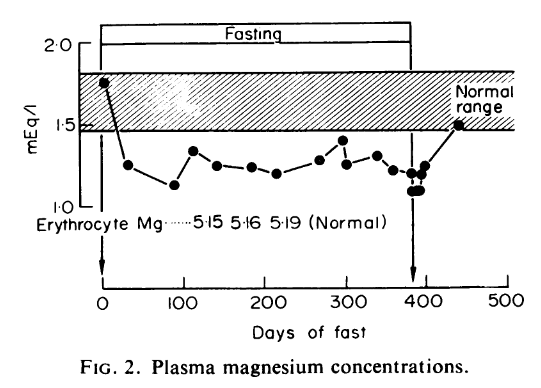 Fasting
2·0
Normal
range
mEq/l
1·5
1·0
Erythrocyte Mg ······ 5·15 5·16 5·19 (Normal)
0 100 200 300 400 500
Days of fast
FIG. 2. Plasma magnesium concentrations.